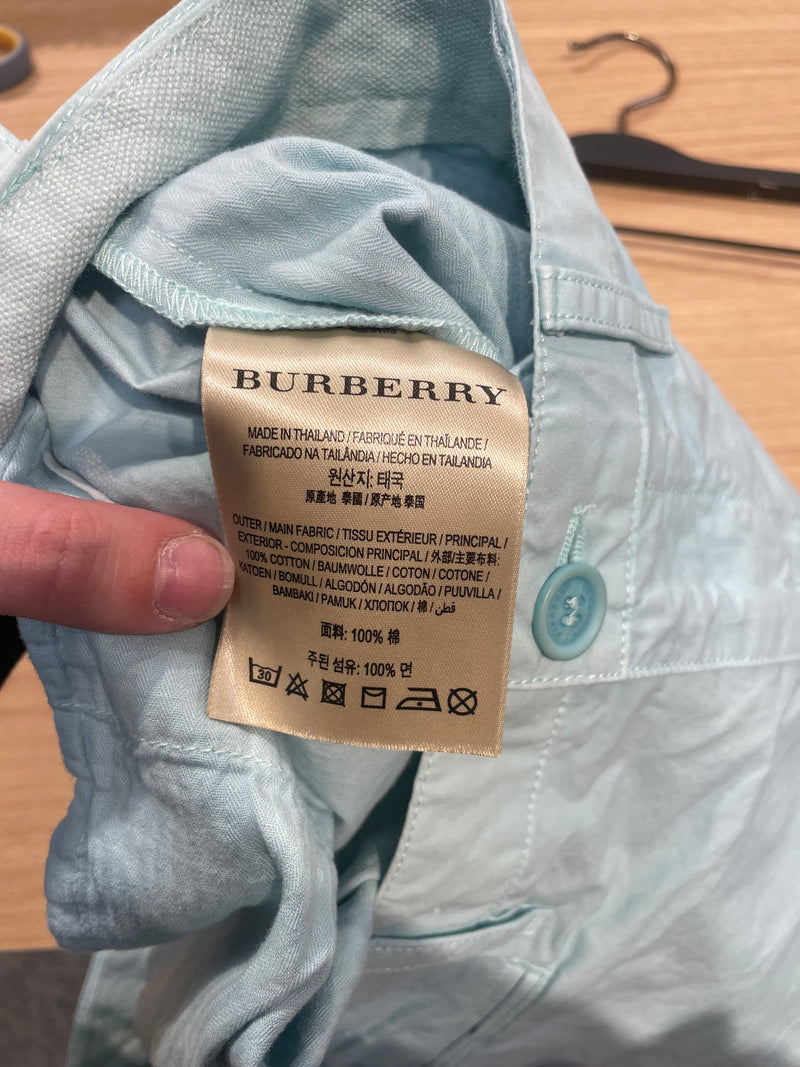 BURBERRY
MADE IN THAILAND / FABRIQUÉ EN THAÏLANDE /
FABRICADO NA TAILÂNDIA / HECHO EN TAILANDIA
원산지: 태국
原產地 泰國 / 原产地 泰国
OUTER / MAIN FABRIC / TISSU EXTÉRIEUR / PRINCIPAL /
EXTERIOR - COMPOSICIÓN PRINCIPAL / 外部/主要布料:
100% COTTON / BAUMWOLLE / COTON / COTONE /
KATOEN / BOMULL / ALGODÓN / ALGODÃO / PUUVILLA /
BAMBAKI / PAMUK / ХЛОПОК / 棉 / قطن
面料: 100% 棉
주된 섬유: 100% 면
30